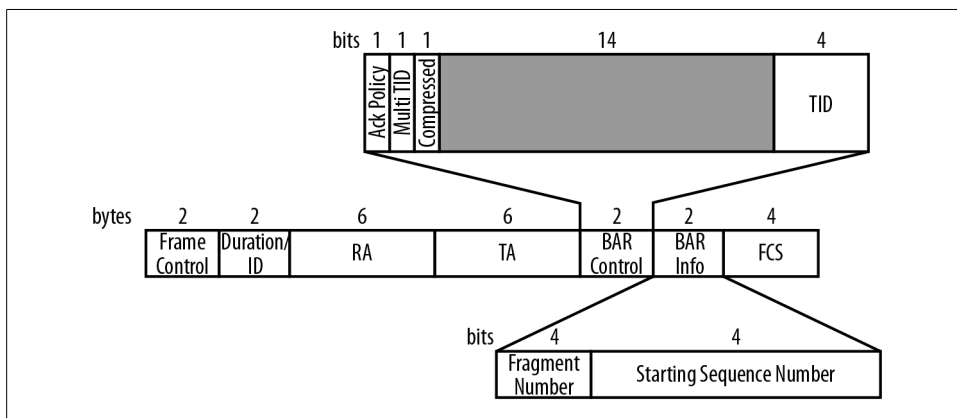 bits 1 1 1 14 4
Ack Policy
Multi TID
Compressed
TID
bytes 2 2 6 6 2 2 4
Frame
Control
Duration/
ID
RA
TA
BAR
Control
BAR
Info
FCS
bits 4 4
Fragment
Number
Starting Sequence Number